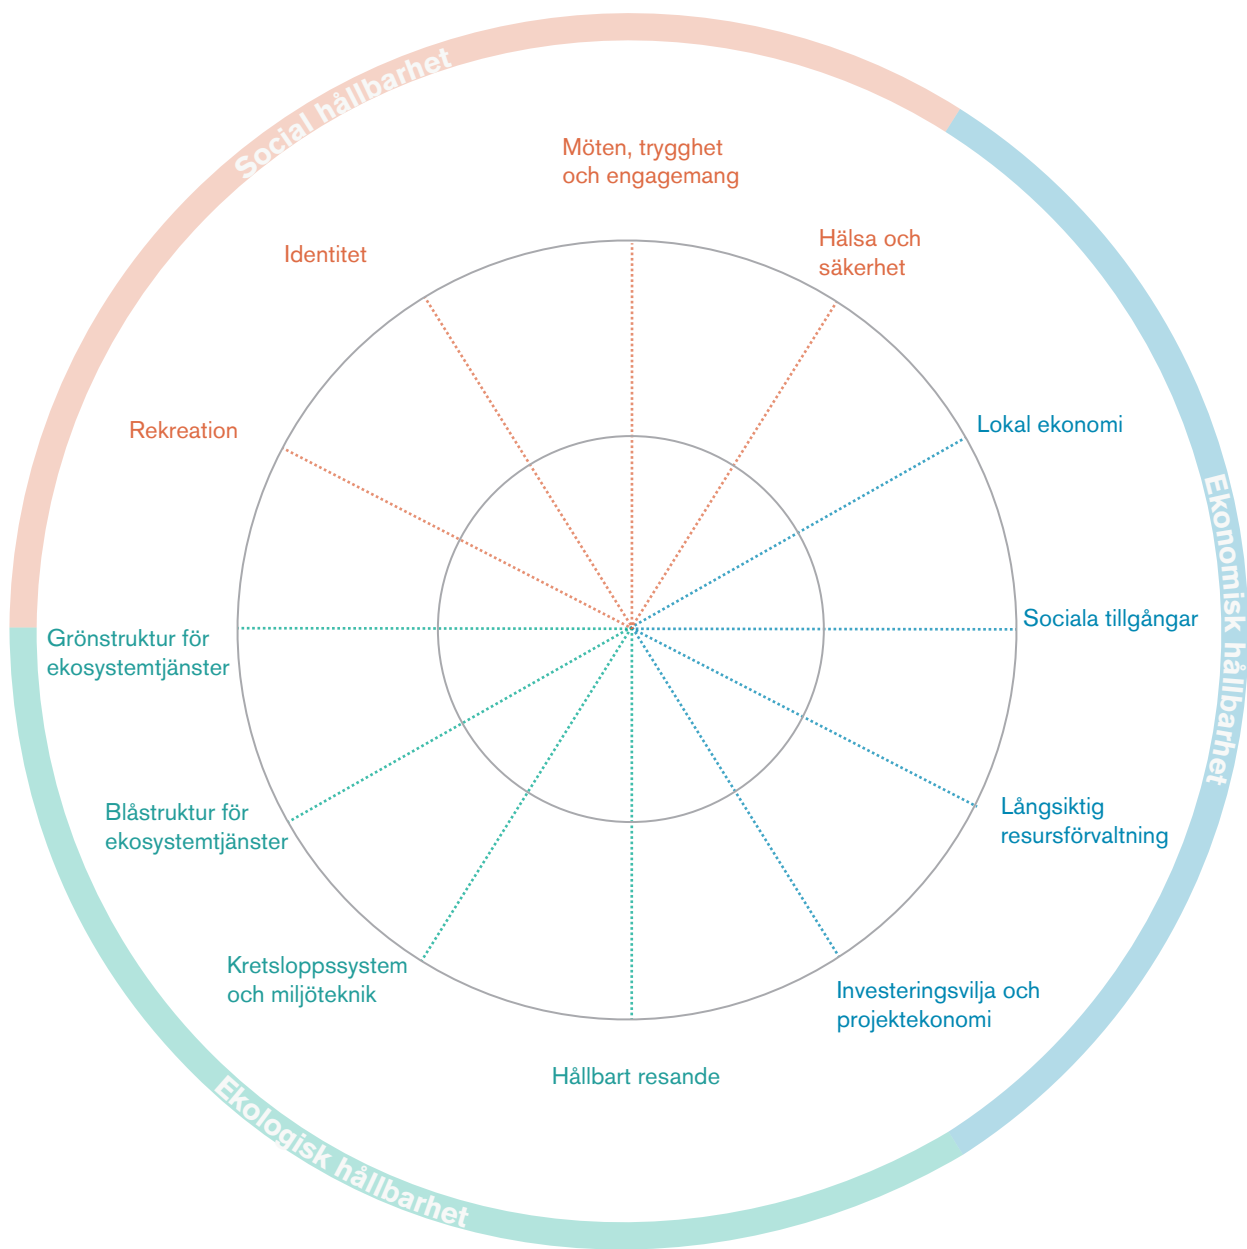 Social hållbarhet
Möten, trygghet
och engagemang
Hälsa och
säkerhet
Identitet
Lokal ekonomi
Rekreation
Ekonomisk hållbarhet
Sociala tillgångar
Grönstruktur för
ekosystemtjänster
Långsiktig
resursförvaltning
Blåstruktur för
ekosystemtjänster
Kretsloppssystem
och miljöteknik
Investeringsvilja och
projektekonomi
Hållbart resande
Ekologisk hållbarhet